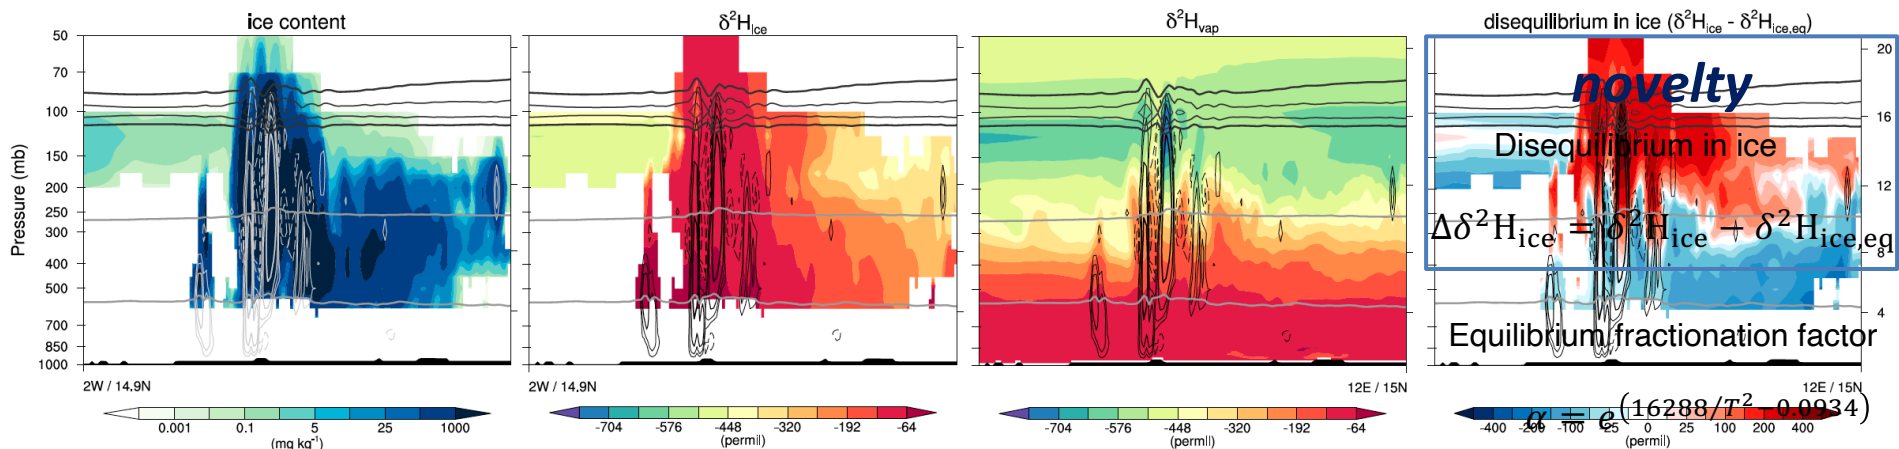 ice content
δ²H_ice
δ²H_vap
disequilibrium in ice (δ²H_ice - δ²H_ice,eq)
novelty
Disequilibrium in ice
Δδ²H_ice = δ²H_ice − δ²H_ice,eq
Equilibrium fractionation factor
α = e^(16288/T²−0.0934)
Pressure (mb)
50
70
100
150
200
250
300
400
500
700
850
1000
20
16
12
8
4
2W / 14.9N
2W / 14.9N
12E / 15N
12E / 15N
0.001 0.1 5 25 1000
(mg kg⁻¹)
-704 -576 -448 -320 -192 -64
(permil)
-704 -576 -448 -320 -192 -64
(permil)
-400 -200 -100 -25 0 25 100 200 400
(permil)